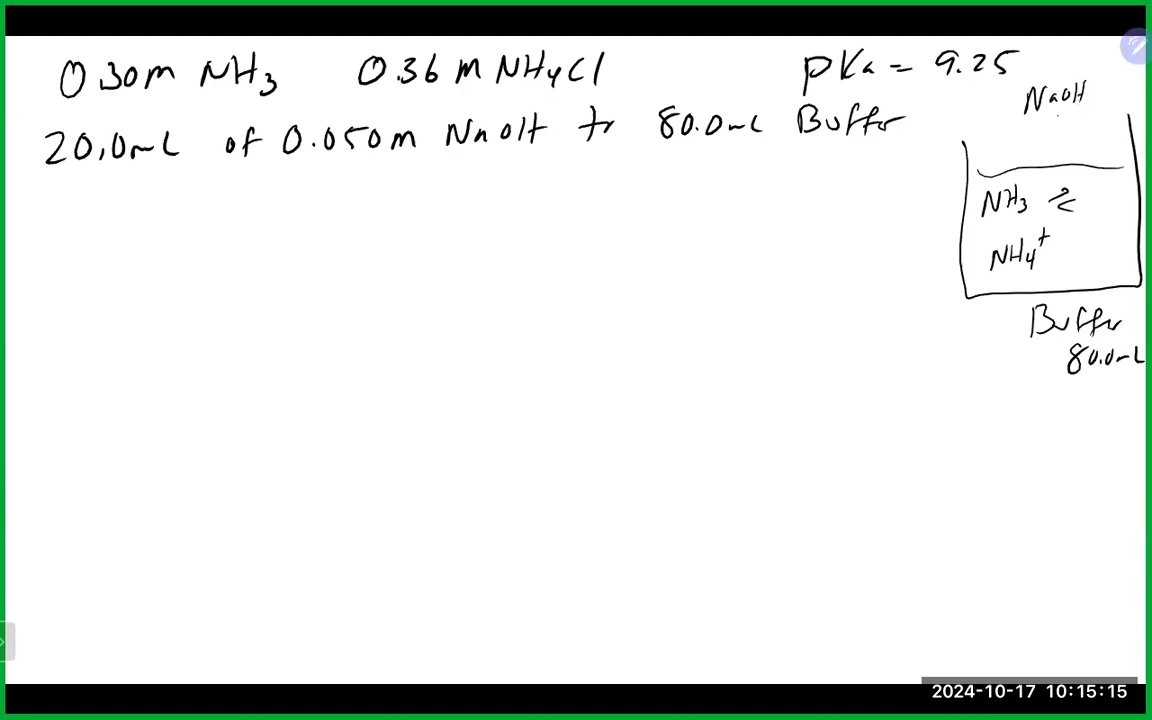 0.30m NH3 0.36 m NH4Cl pKa = 9.25
20.0mL of 0.050m NaOH to 80.0mL Buffer
NaOH
NH3 ⇌
NH4+
Buffer
80.0mL
2024-10-17 10:15:15